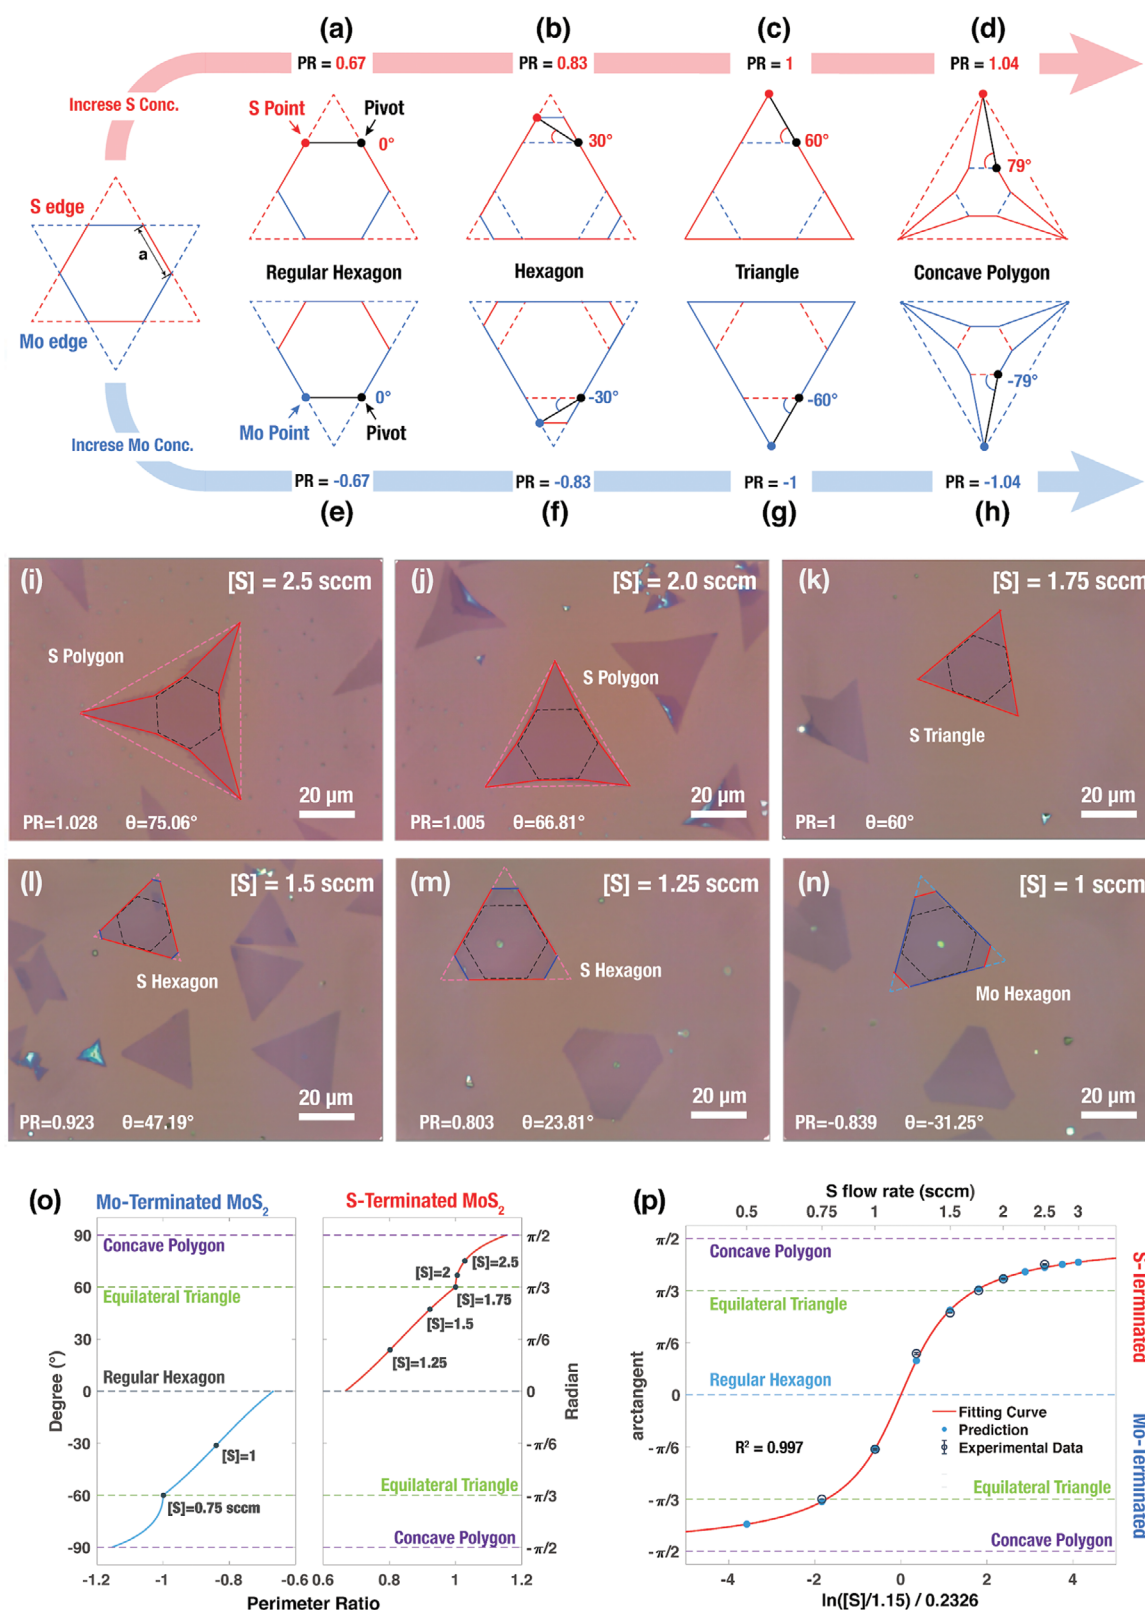 (a) (b) (c) (d)
PR = 0.67 PR = 0.83 PR = 1 PR = 1.04
Increse S Conc.
S Point Pivot
0° 30° 60° 79°
S edge
a
Mo edge
Regular Hexagon Hexagon Triangle Concave Polygon
0° -30° -60° -79°
Mo Point Pivot
Increse Mo Conc.
PR = -0.67 PR = -0.83 PR = -1 PR = -1.04
(e) (f) (g) (h)
(i) [S] = 2.5 sccm
S Polygon
20 μm
PR=1.028 θ=75.06°
(j) [S] = 2.0 sccm
S Polygon
20 μm
PR=1.005 θ=66.81°
(k) [S] = 1.75 sccm
S Triangle
20 μm
PR=1 θ=60°
(l) [S] = 1.5 sccm
S Hexagon
20 μm
PR=0.923 θ=47.19°
(m) [S] = 1.25 sccm
S Hexagon
20 μm
PR=0.803 θ=23.81°
(n) [S] = 1 sccm
Mo Hexagon
20 μm
PR=-0.839 θ=-31.25°
(o) Mo-Terminated MoS2 S-Terminated MoS2
90 Concave Polygon π/2
[S]=2 [S]=2.5
60 Equilateral Triangle π/3
[S]=1.75
[S]=1.5
30 π/6
[S]=1.25
Regular Hexagon
0 0
-30 [S]=1 -π/6
Equilateral Triangle
-60 -π/3
[S]=0.75 sccm
Concave Polygon
-90 -π/2
Degree (°)
Radian
-1.2 -1 -0.8 -0.6 0.6 0.8 1 1.2
Perimeter Ratio
(p) S flow rate (sccm)
0.5 0.75 1 1.5 2 2.5 3
π/2
Concave Polygon
π/3
Equilateral Triangle
π/6
Regular Hexagon
0
Fitting Curve
Prediction
Experimental Data
-π/6 R² = 0.997
Equilateral Triangle
-π/3
Concave Polygon
-π/2
arctangent
S-Terminated
Mo-Terminated
-4 -2 0 2 4
ln([S]/1.15) / 0.2326